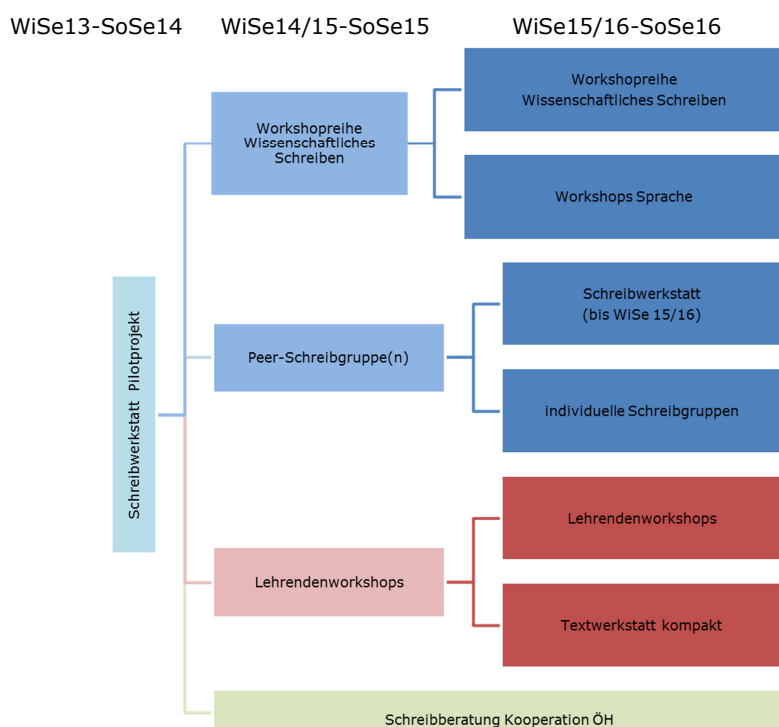 WiSe13-SoSe14
WiSe14/15-SoSe15
WiSe15/16-SoSe16
Schreibwerkstatt Pilotprojekt
Workshopreihe
Wissenschaftliches
Schreiben
Workshopreihe
Wissenschaftliches Schreiben
Workshops Sprache
Peer-Schreibgruppe(n)
Schreibwerkstatt
(bis WiSe 15/16)
individuelle Schreibgruppen
Lehrendenworkshops
Lehrendenworkshops
Textwerkstatt kompakt
Schreibberatung Kooperation ÖH